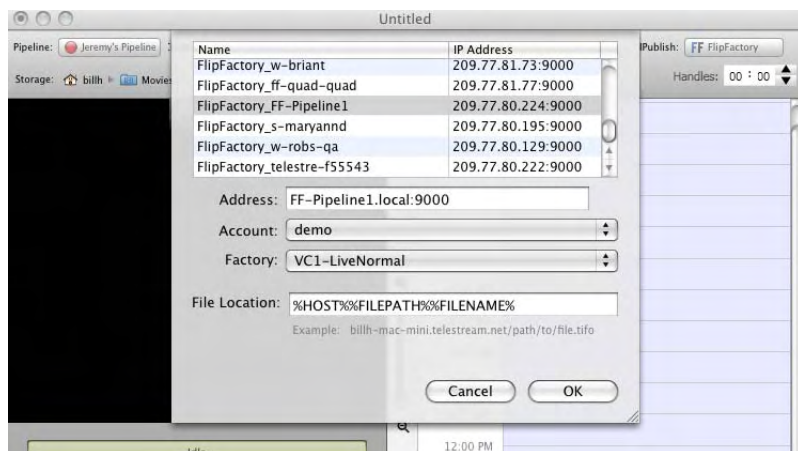 Untitled
Pipeline: Jeremy's Pipeline
Publish: FF FlipFactory
Storage: billh Movies
Handles: 00 : 00
Name IP Address
FlipFactory_w-briant 209.77.81.73:9000
FlipFactory_ff-quad-quad 209.77.81.77:9000
FlipFactory_FF-Pipeline1 209.77.80.224:9000
FlipFactory_s-maryannd 209.77.80.195:9000
FlipFactory_w-robs-qa 209.77.80.129:9000
FlipFactory_telestre-f55543 209.77.80.222:9000
Address: FF-Pipeline1.local:9000
Account: demo
Factory: VC1-LiveNormal
File Location: %HOST%%FILEPATH%%FILENAME%
Example: billh-mac-mini.telestream.net/path/to/file.tifo
Cancel OK
12:00 PM